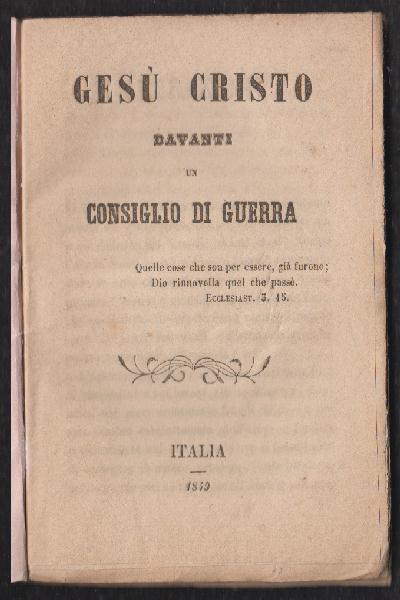 GESÙ CRISTO
DAVANTI
UN
CONSIGLIO DI GUERRA
Quelle cose che son per essere, già furono;
Dio rinnovella quel che passò.
ECCLESIAST. 3. 15.
ITALIA
1849